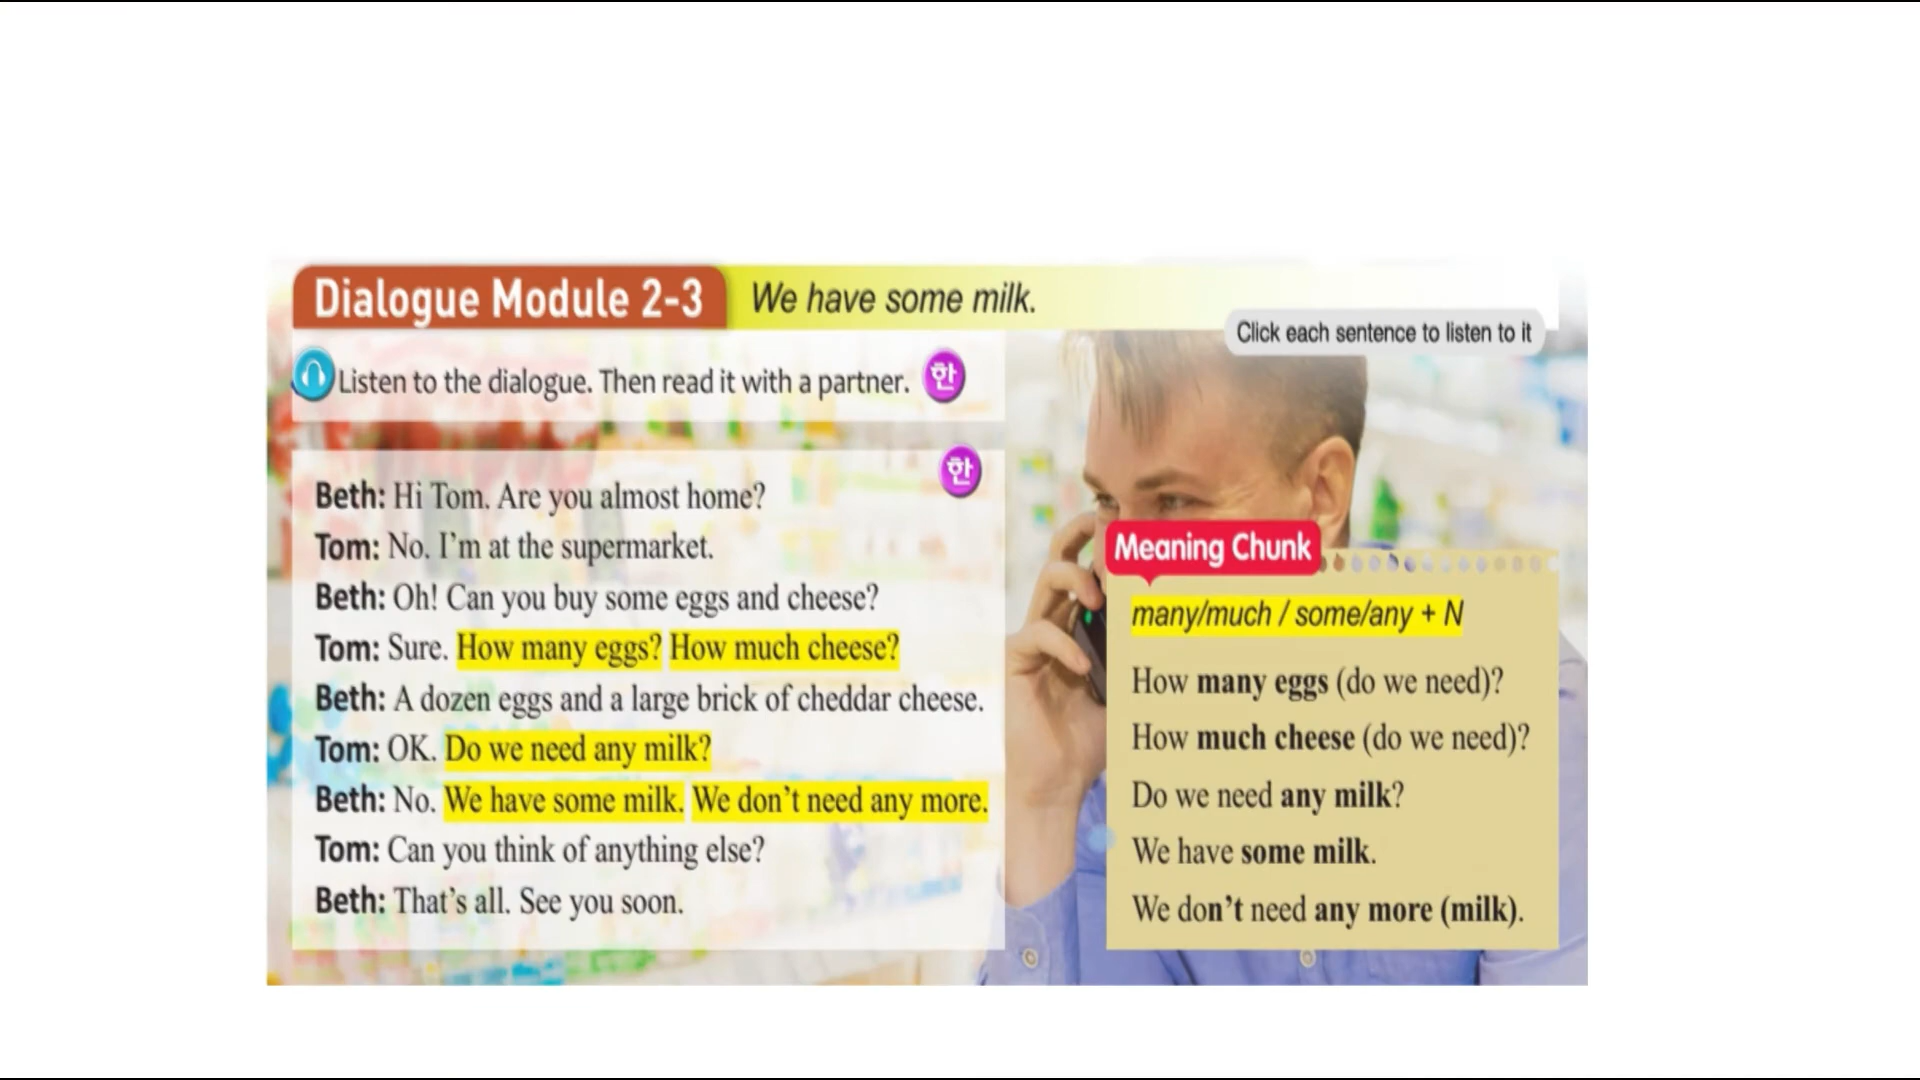 Dialogue Module 2-3
We have some milk.
Click each sentence to listen to it
Listen to the dialogue. Then read it with a partner. 한
한
Beth: Hi Tom. Are you almost home?
Tom: No. I'm at the supermarket.
Beth: Oh! Can you buy some eggs and cheese?
Tom: Sure. How many eggs? How much cheese?
Beth: A dozen eggs and a large brick of cheddar cheese.
Tom: OK. Do we need any milk?
Beth: No. We have some milk. We don't need any more.
Tom: Can you think of anything else?
Beth: That's all. See you soon.
Meaning Chunk
many/much / some/any + N
How many eggs (do we need)?
How much cheese (do we need)?
Do we need any milk?
We have some milk.
We don't need any more (milk).